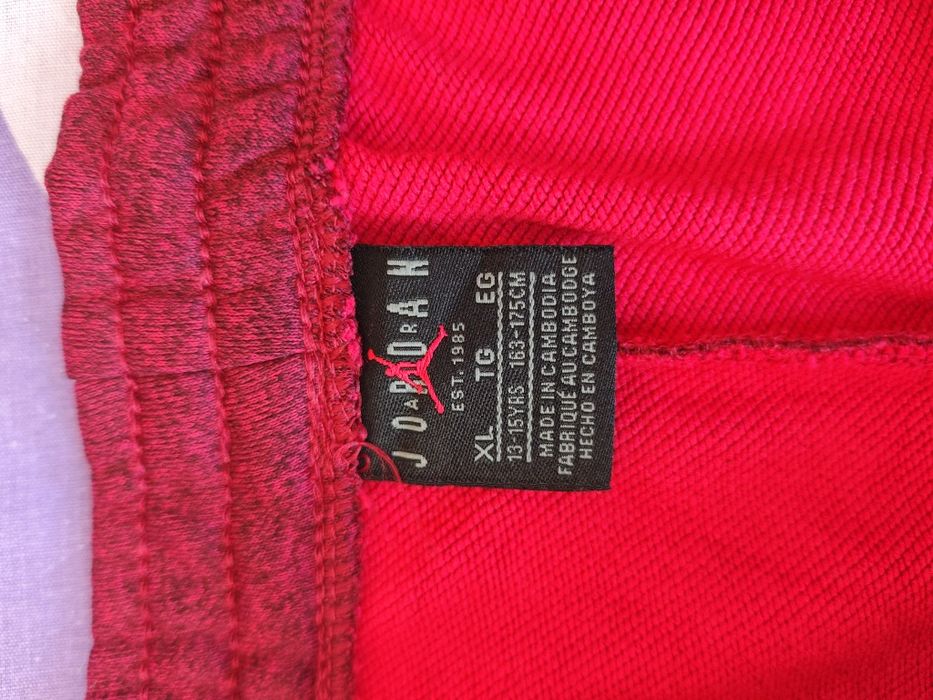 JORDAN
EST. 1985
XL TG EG
13-15YRS 163-175CM
MADE IN CAMBODIA
FABRIQUÉ AU CAMBODGE
HECHO EN CAMBOYA